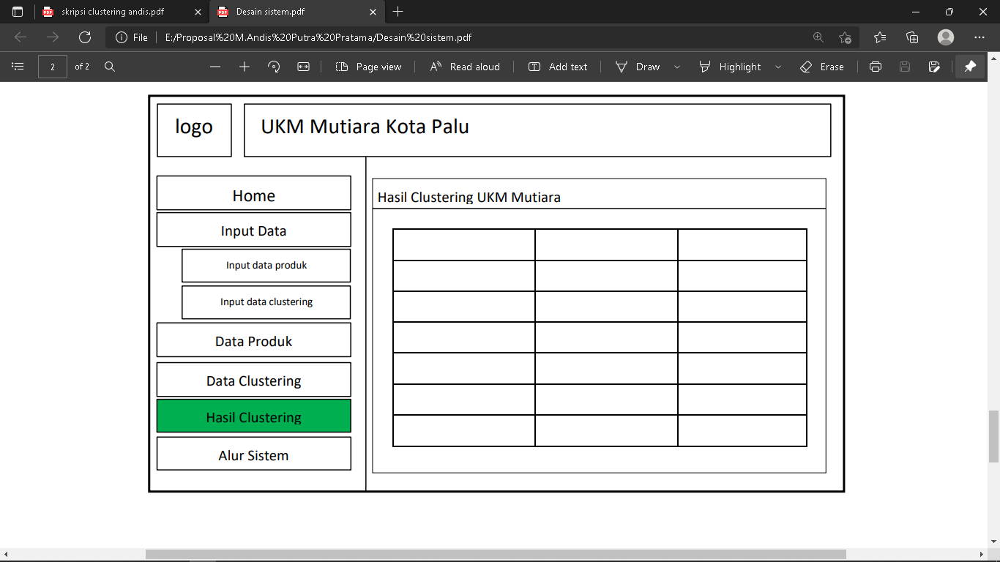 skripsi clustering andis.pdf
Desain sistem.pdf
File
E:/Proposal%20M.Andis%20Putra%20Pratama/Desain%20sistem.pdf
2 of 2
Page view
Read aloud
Add text
Draw
Highlight
Erase
logo
UKM Mutiara Kota Palu
Home
Input Data
Input data produk
Input data clustering
Data Produk
Data Clustering
Hasil Clustering
Alur Sistem
Hasil Clustering UKM Mutiara